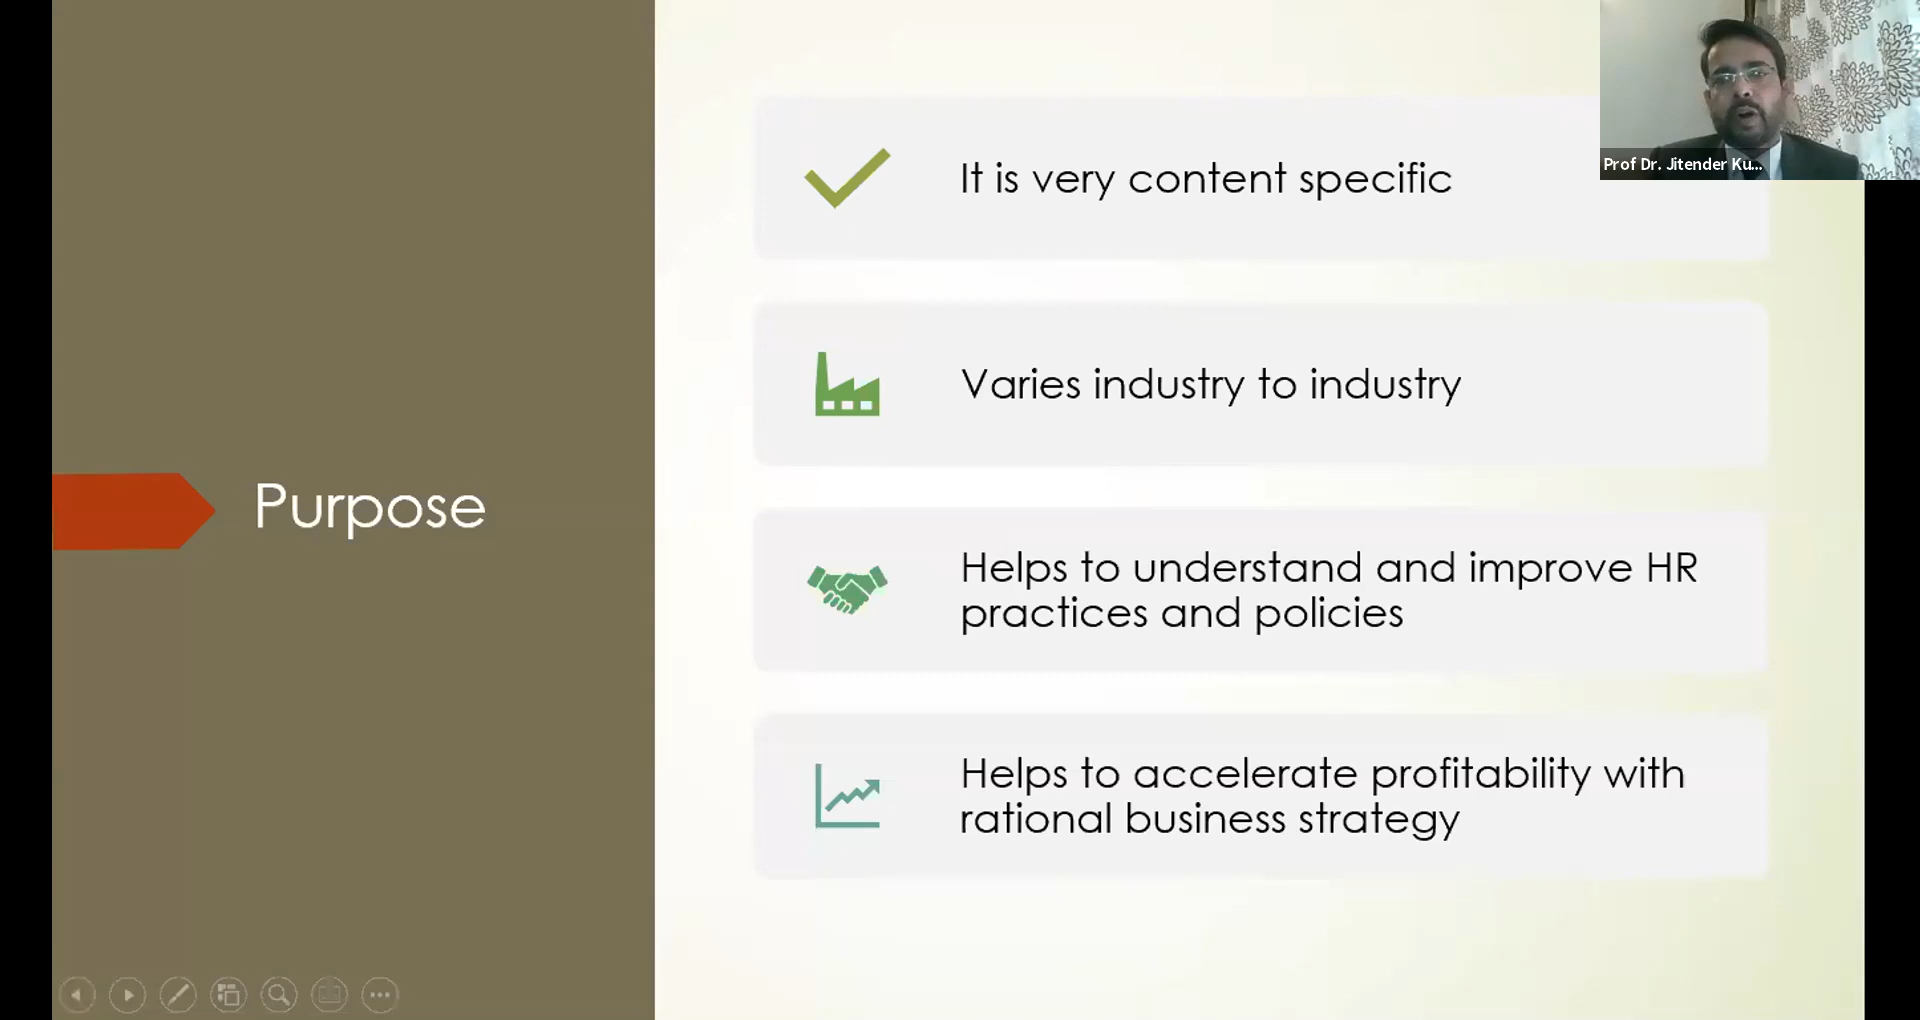 Purpose
It is very content specific
Varies industry to industry
Helps to understand and improve HR
practices and policies
Helps to accelerate profitability with
rational business strategy
Prof Dr. Jitender Ku...